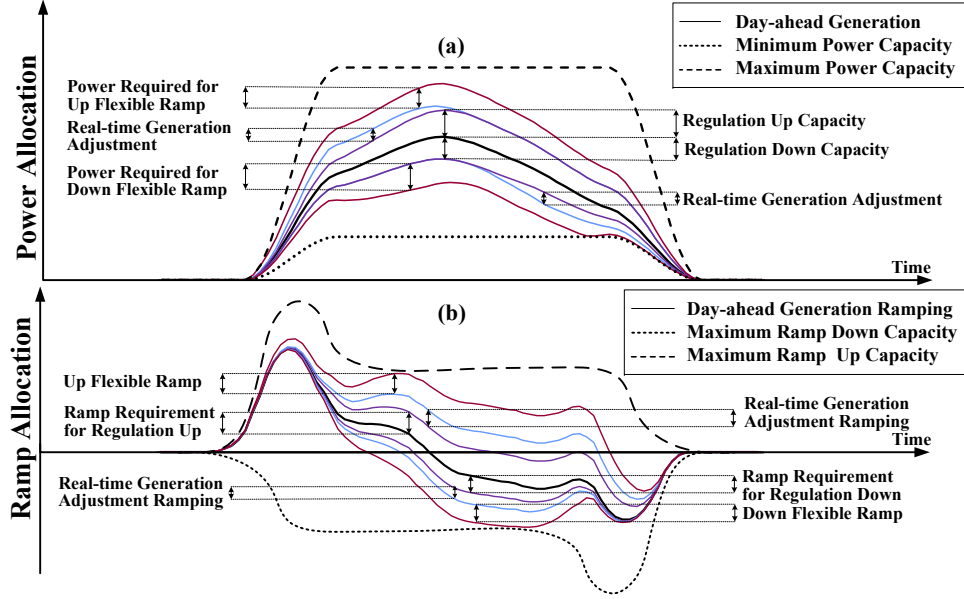 (a)
Day-ahead Generation
Minimum Power Capacity
Maximum Power Capacity
Power Allocation
Power Required for
Up Flexible Ramp
Real-time Generation
Adjustment
Power Required for
Down Flexible Ramp
Regulation Up Capacity
Regulation Down Capacity
Real-time Generation Adjustment
Time
(b)
Day-ahead Generation Ramping
Maximum Ramp Down Capacity
Maximum Ramp Up Capacity
Ramp Allocation
Up Flexible Ramp
Ramp Requirement
for Regulation Up
Real-time Generation
Adjustment Ramping
Real-time Generation
Adjustment Ramping
Time
Ramp Requirement
for Regulation Down
Down Flexible Ramp